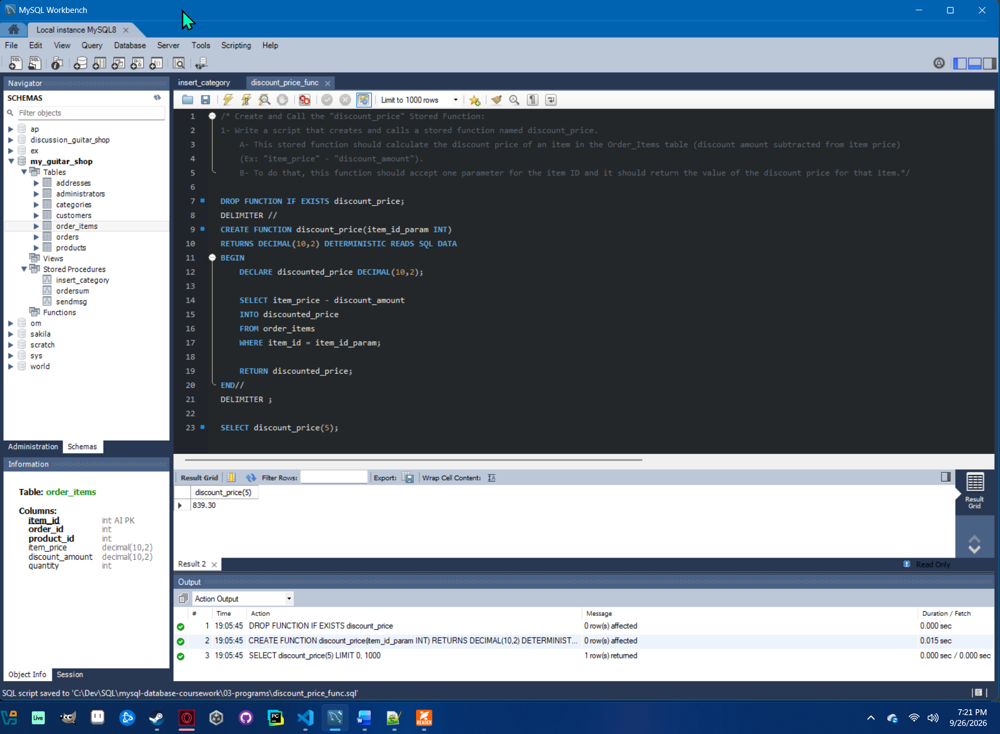 MySQL Workbench
Local instance MySQL8
File Edit View Query Database Server Tools Scripting Help
Navigator
SCHEMAS
Filter objects
ap
discussion_guitar_shop
ex
my_guitar_shop
Tables
addresses
administrators
categories
customers
order_items
orders
products
Views
Stored Procedures
insert_category
ordersum
sendmsg
Functions
om
sakila
scratch
sys
world
Administration Schemas
Information
Table: order_items
Columns:
item_id int AI PK
order_id int
product_id int
item_price decimal(10,2)
discount_amount decimal(10,2)
quantity int
Object Info Session
insert_category discount_price_func
Limit to 1000 rows
1 /* Create and Call the "discount_price" Stored Function:
2 1- Write a script that creates and calls a stored function named discount_price.
3 A- This stored function should calculate the discount price of an item in the Order_Items table (discount amount subtracted from item price)
4 (Ex: "item_price" - "discount_amount").
5 B- To do that, this function should accept one parameter for the item ID and it should return the value of the discount price for that item.*/
6
7 DROP FUNCTION IF EXISTS discount_price;
8 DELIMITER //
9 CREATE FUNCTION discount_price(item_id_param INT)
10 RETURNS DECIMAL(10,2) DETERMINISTIC READS SQL DATA
11 BEGIN
12 DECLARE discounted_price DECIMAL(10,2);
13
14 SELECT item_price - discount_amount
15 INTO discounted_price
16 FROM order_items
17 WHERE item_id = item_id_param;
18
19 RETURN discounted_price;
20 END//
21 DELIMITER ;
22
23 SELECT discount_price(5);
Result Grid Filter Rows: Export: Wrap Cell Content:
discount_price(5)
839.30
Result Grid
Result 2
Read Only
Output
Action Output
# Time Action Message Duration / Fetch
1 19:05:45 DROP FUNCTION IF EXISTS discount_price 0 row(s) affected 0.000 sec
2 19:05:45 CREATE FUNCTION discount_price(item_id_param INT) RETURNS DECIMAL(10,2) DETERMINIST... 0 row(s) affected 0.015 sec
3 19:05:45 SELECT discount_price(5) LIMIT 0, 1000 1 row(s) returned 0.000 sec / 0.000 sec
SQL script saved to 'C:\Dev\SQL\mysql-database-coursework\03-programs\discount_price_func.sql'
Live
PC
W
READER
7:21 PM
9/26/2026